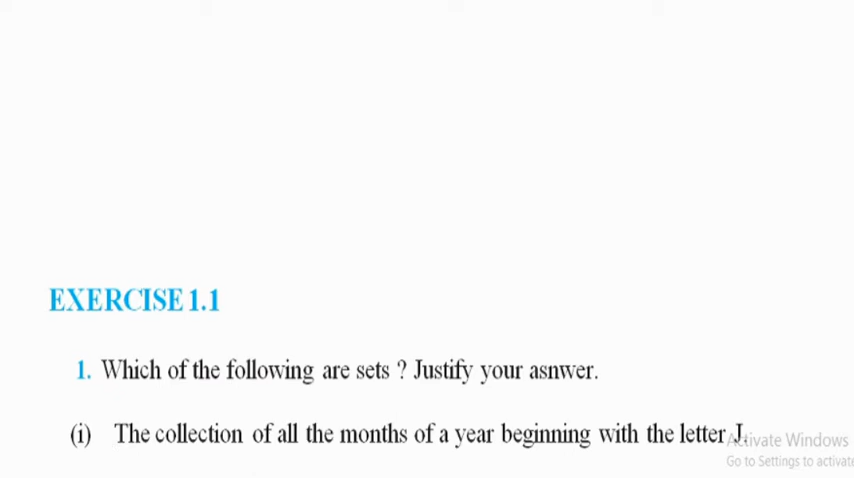 EXERCISE 1.1
1. Which of the following are sets ? Justify your asnwer.
(i) The collection of all the months of a year beginning with the letter J.
Activate Windows
Go to Settings to activate